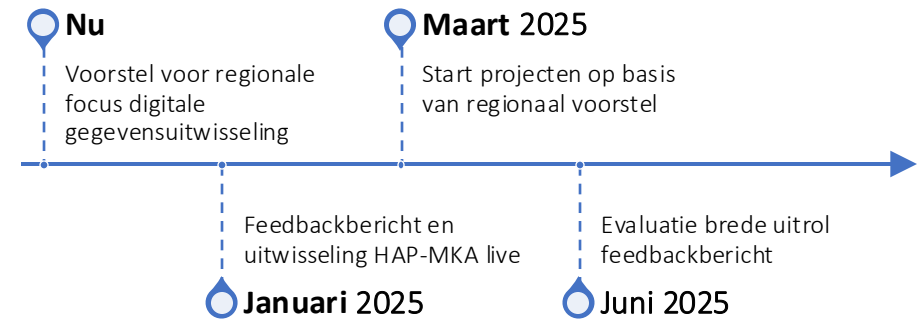 Nu
Voorstel voor regionale
focus digitale
gegevensuitwisseling
Maart 2025
Start projecten op basis
van regionaal voorstel
Feedbackbericht en
uitwisseling HAP-MKA live
Januari 2025
Evaluatie brede uitrol
feedbackbericht
Juni 2025